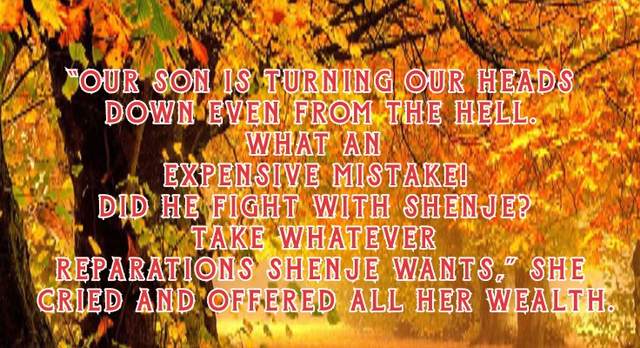 “OUR SON IS TURNING OUR HEADS
DOWN EVEN FROM THE HELL.
WHAT AN
EXPENSIVE MISTAKE!
DID HE FIGHT WITH SHENJE?
TAKE WHATEVER
REPARATIONS SHENJE WANTS,” SHE
CRIED AND OFFERED ALL HER WEALTH.